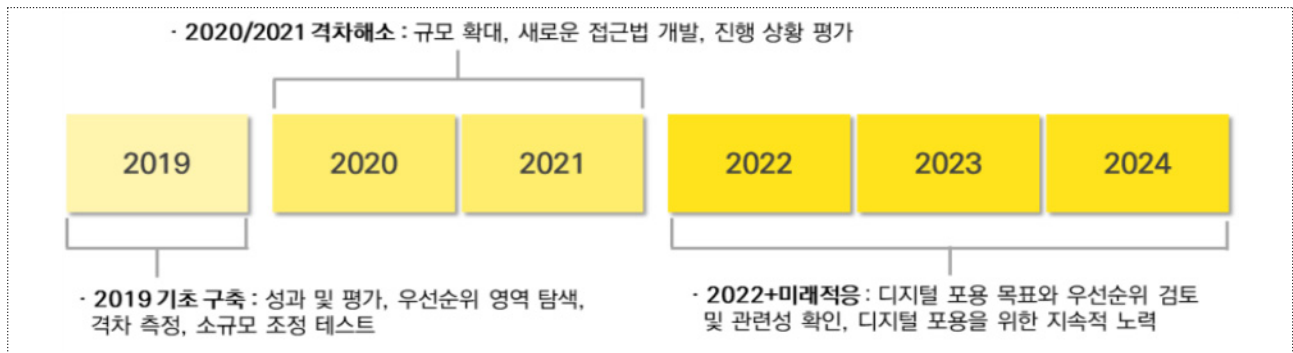 · 2020/2021 격차해소 : 규모 확대, 새로운 접근법 개발, 진행 상황 평가
2019
2020
2021
2022
2023
2024
· 2019 기초 구축 : 성과 및 평가, 우선순위 영역 탐색,
격차 측정, 소규모 조정 테스트
· 2022+미래적응 : 디지털 포용 목표와 우선순위 검토
및 관련성 확인, 디지털 포용을 위한 지속적 노력